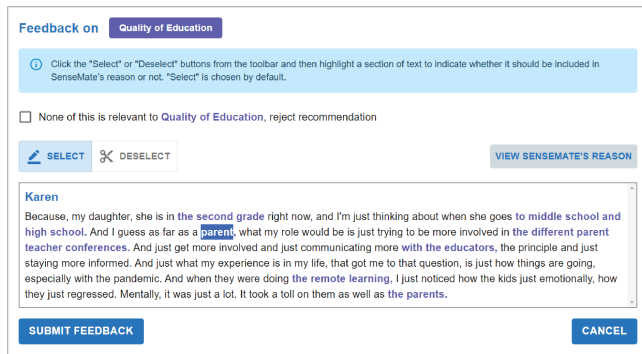 Feedback on Quality of Education
Click the "Select" or "Deselect" buttons from the toolbar and then highlight a section of text to indicate whether it should be included in
SenseMate's reason or not. "Select" is chosen by default.
None of this is relevant to Quality of Education, reject recommendation
SELECT DESELECT VIEW SENSEMATE'S REASON
Karen
Because, my daughter, she is in the second grade right now, and I'm just thinking about when she goes to middle school and
high school. And I guess as far as a parent, what my role would be is just trying to be more involved in the different parent
teacher conferences. And just get more involved and just communicating more with the educators, the principle and just
staying more informed. And just what my experience is in my life, that got me to that question, is just how things are going,
especially with the pandemic. And when they were doing the remote learning, I just noticed how the kids just emotionally, how
they just regressed. Mentally, it was just a lot. It took a toll on them as well as the parents.
SUBMIT FEEDBACK CANCEL